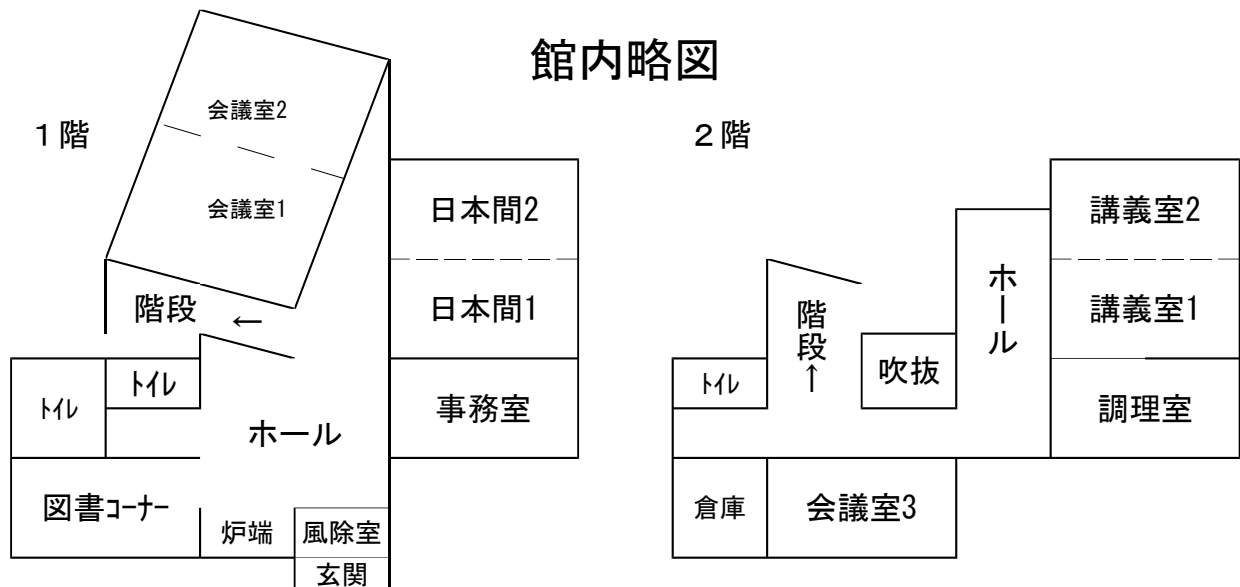 館内略図
1階
会議室2
会議室1
日本間2
日本間1
階段 ←
ﾄｲﾚ
ﾄｲﾚ
ホール
事務室
図書ｺｰﾅｰ
炉端
風除室
玄関
２階
講義室2
ホール
講義室1
階段→
吹抜
ﾄｲﾚ
調理室
倉庫
会議室3